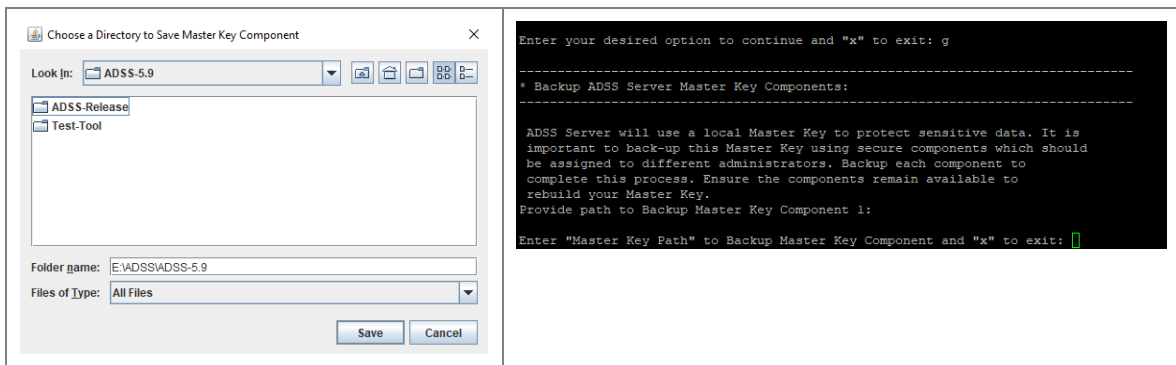 Choose a Directory to Save Master Key Component
Look In: ADSS-5.9
ADSS-Release
Test-Tool
Folder name: E:\ADSS\ADSS-5.9
Files of Type: All Files
Save Cancel
Enter your desired option to continue and "x" to exit: g
--------------------------------------------------------------------------------
* Backup ADSS Server Master Key Components:
--------------------------------------------------------------------------------
ADSS Server will use a local Master Key to protect sensitive data. It is
important to back-up this Master Key using secure components which should
be assigned to different administrators. Backup each component to
complete this process. Ensure the components remain available to
rebuild your Master Key.
Provide path to Backup Master Key Component 1:
Enter "Master Key Path" to Backup Master Key Component and "x" to exit: